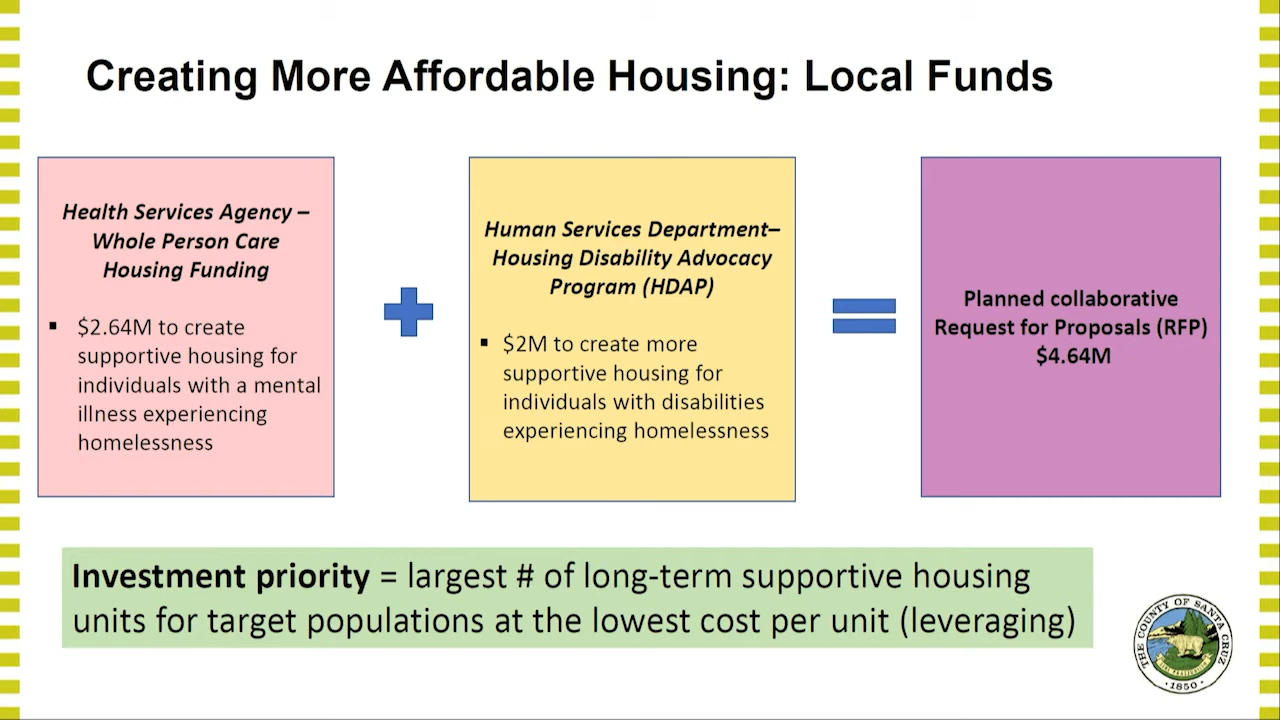 Creating More Affordable Housing: Local Funds
Health Services Agency –
Whole Person Care
Housing Funding
▪ $2.64M to create
supportive housing for
individuals with a mental
illness experiencing
homelessness
Human Services Department–
Housing Disability Advocacy
Program (HDAP)
▪ $2M to create more
supportive housing for
individuals with disabilities
experiencing homelessness
Planned collaborative
Request for Proposals (RFP)
$4.64M
Investment priority = largest # of long-term supportive housing
units for target populations at the lowest cost per unit (leveraging)
THE COUNTY OF SANTA CRUZ
·1850·